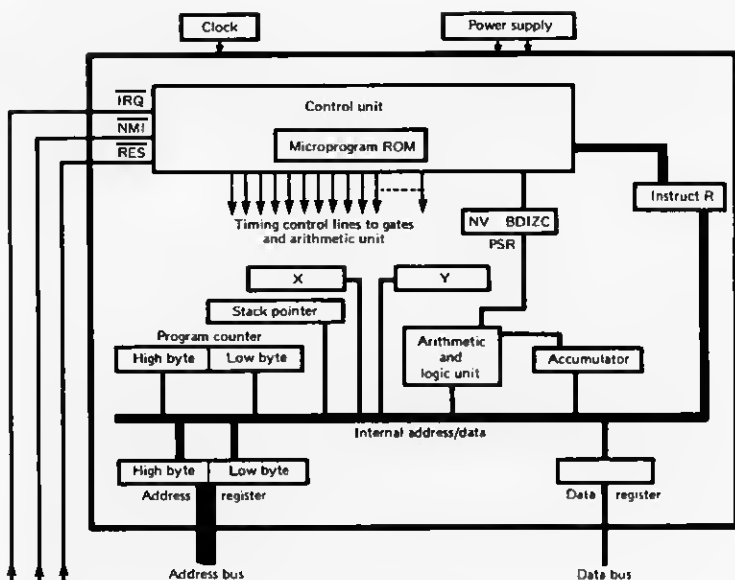 Clock
Power supply
IRQ
NMI
RES
Control unit
Microprogram ROM
Timing control lines to gates
and arithmetic unit
Instruct R
NV BDIZC
PSR
X
Y
Stack pointer
Program counter
High byte
Low byte
Arithmetic
and
logic unit
Accumulator
Internal address/data
High byte
Low byte
Address register
Data register
Address bus
Data bus